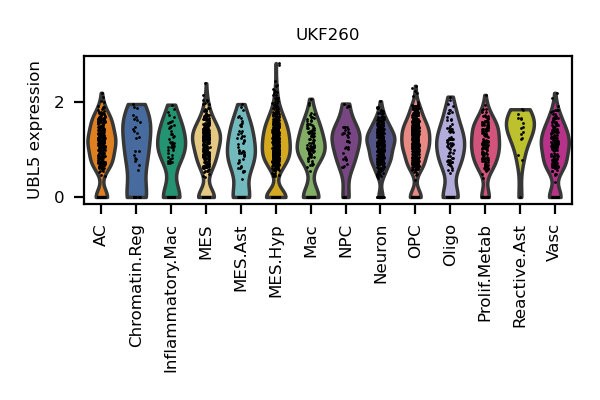 UKF260
UBL5 expression
2
0
AC
Chromatin.Reg
Inflammatory.Mac
MES
MES.Ast
MES.Hyp
Mac
NPC
Neuron
OPC
Oligo
Prolif.Metab
Reactive.Ast
Vasc